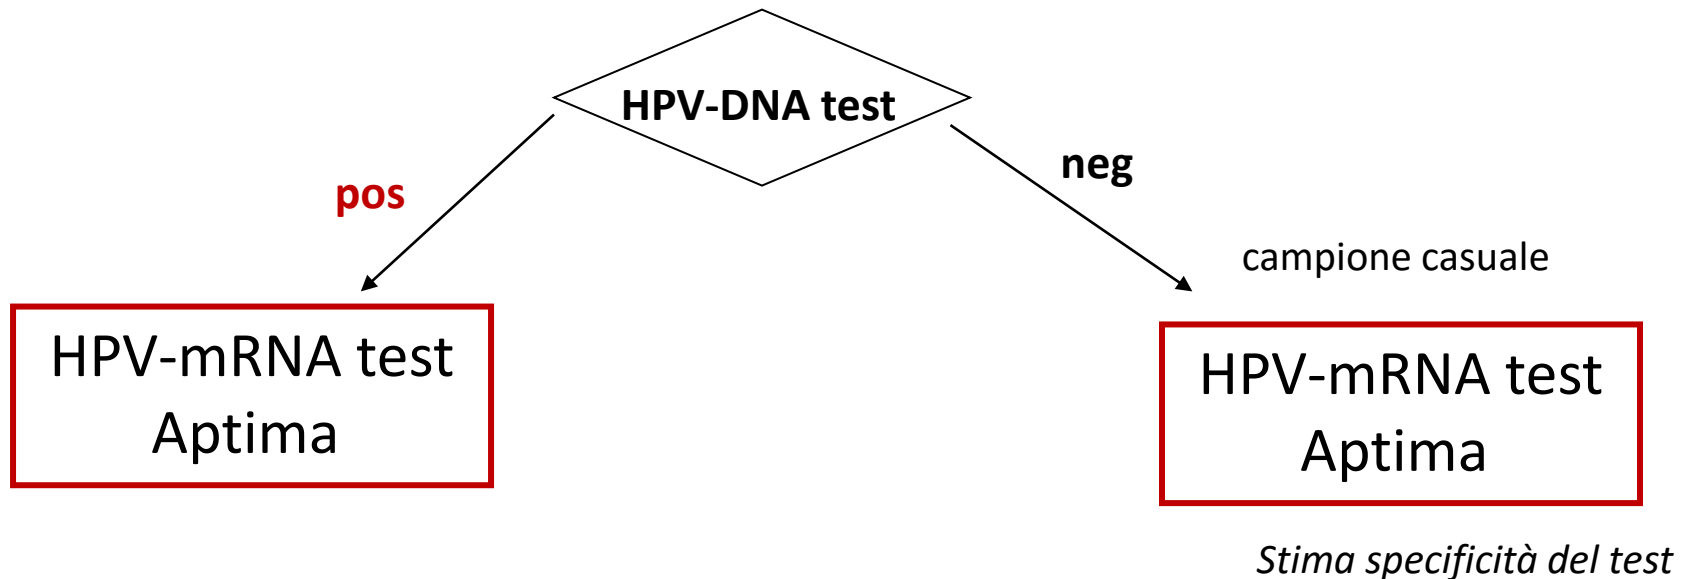 HPV-DNA test
pos
neg
campione casuale
HPV-mRNA test
Aptima
HPV-mRNA test
Aptima
Stima specificità del test